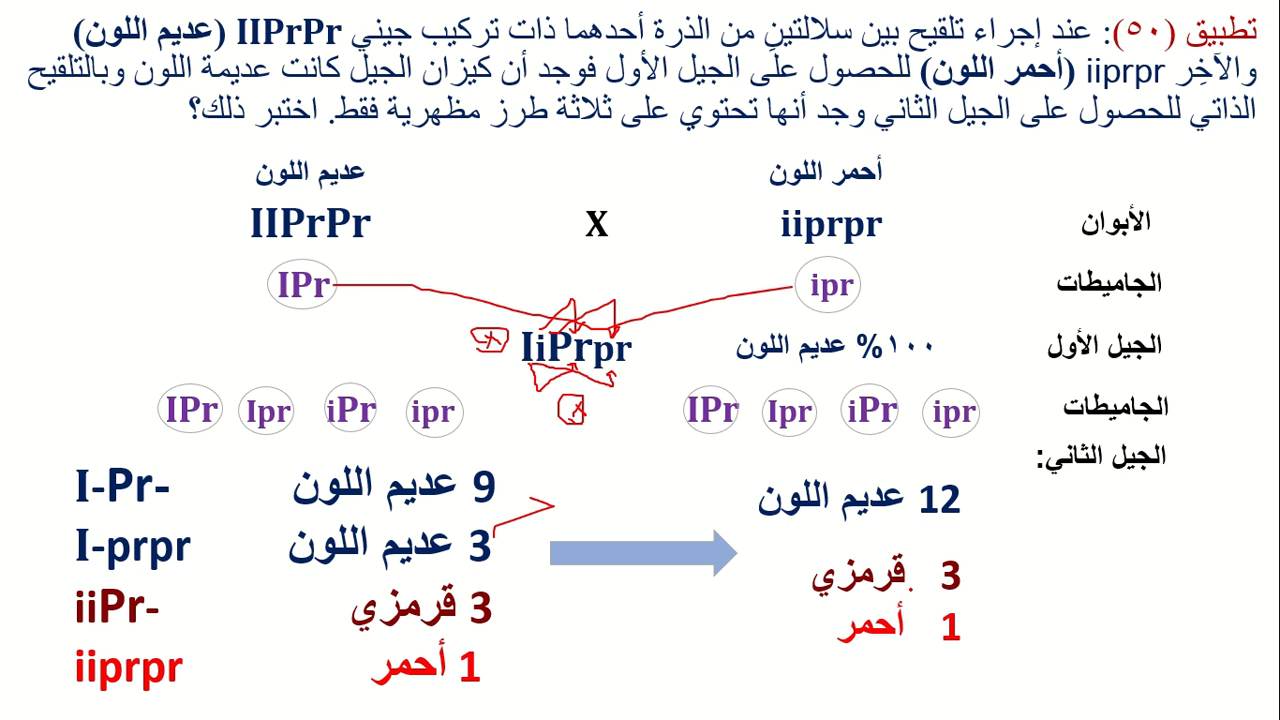 تطبيق (٥٠): عند إجراء تلقيح بين سلالتينِ من الذرة أحدهما ذات تركيب جيني IIPrPr (عديم اللون)
والآخِر iiprpr (أحمر اللون) للحصول على الجيل الأول فوجد أن كيزان الجيل كانت عديمة اللون وبالتلقيح
الذاتي للحصول على الجيل الثاني وجد أنها تحتوي على ثلاثة طرز مظهرية فقط. اختبر ذلك؟
أحمر اللون عديم اللون
الأبوان iiprpr X IIPrPr
الجاميطات ipr IPr
الجيل الأول ١٠٠% عديم اللون IiPrpr x
x
الجاميطات IPr Ipr iPr ipr IPr Ipr iPr ipr
الجيل الثاني:
12 عديم اللون
3 قرمزي
1 أحمر
9 عديم اللون I-Pr-
3 عديم اللون I-prpr
3 قرمزي iiPr-
1 أحمر iiprpr